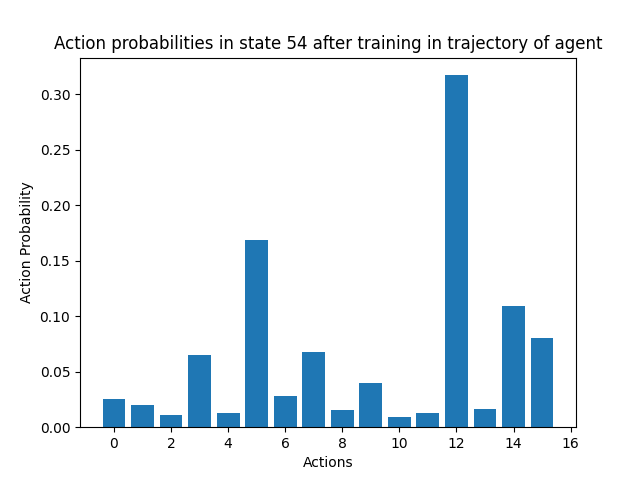 Action probabilities in state 54 after training in trajectory of agent
0.30
0.25
0.20
0.15
0.10
0.05
0.00
Action Probability
0 2 4 6 8 10 12 14 16
Actions